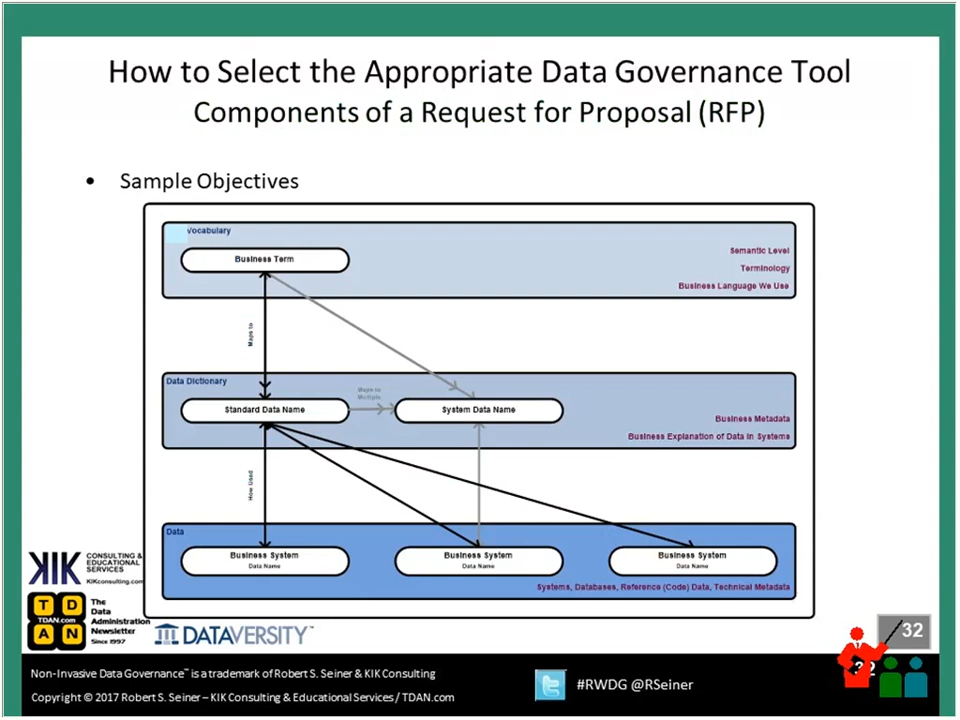 How to Select the Appropriate Data Governance Tool
Components of a Request for Proposal (RFP)
• Sample Objectives
Vocabulary
Business Term
Semantic Level
Terminology
Business Language We Use
Maps to
Data Dictionary
Standard Data Name
Maps to
Multiple
System Data Name
Business Metadata
Business Explanation of Data in Systems
How Used
Data
Business System
Data Name
Business System
Data Name
Business System
Data Name
Systems, Databases, Reference (Code) Data, Technical Metadata
KIK
CONSULTING &
EDUCATIONAL
SERVICES
KIKconsulting.com
T D
TDAN.com
A N
The
Data
Administration
Newsletter
Since 1997
DATAVERSITY™
32
32
Non-Invasive Data Governance™ is a trademark of Robert S. Seiner & KIK Consulting
Copyright © 2017 Robert S. Seiner – KIK Consulting & Educational Services / TDAN.com
#RWDG @RSeiner